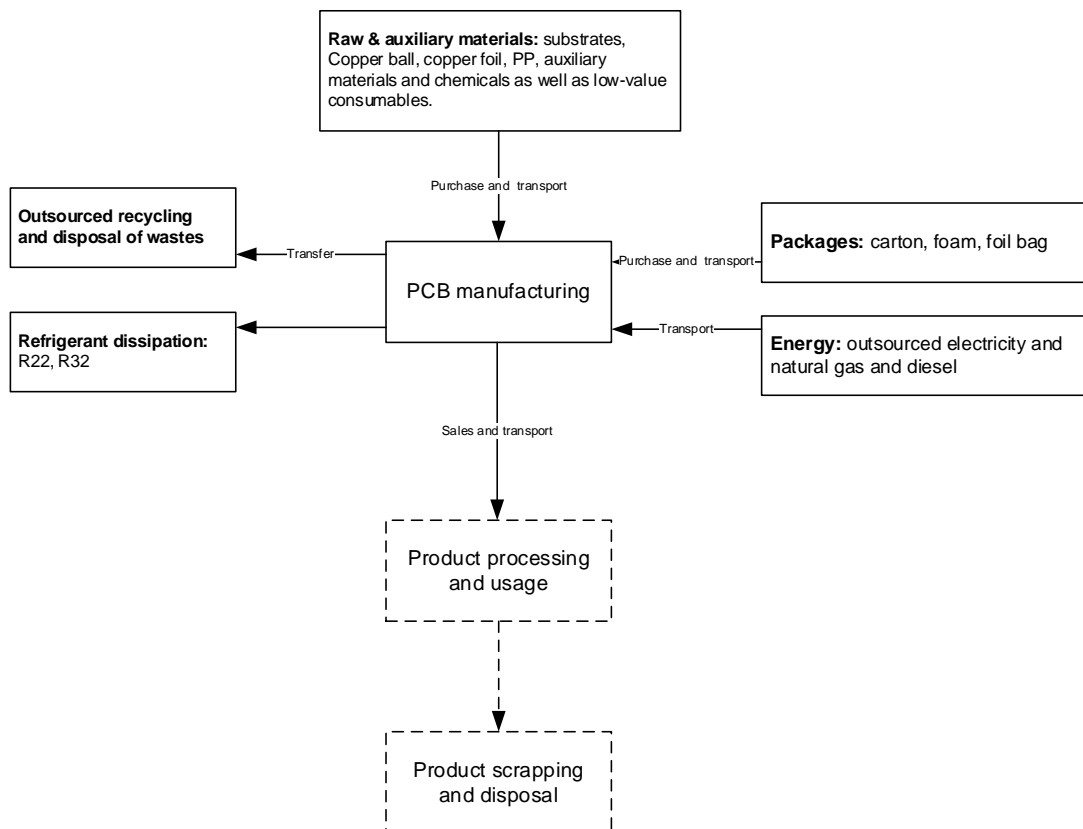 Raw & auxiliary materials: substrates,
Copper ball, copper foil, PP, auxiliary
materials and chemicals as well as low-value
consumables.
Purchase and transport
Outsourced recycling
and disposal of wastes
Transfer
PCB manufacturing
Purchase and transport
Packages: carton, foam, foil bag
Refrigerant dissipation:
R22, R32
Transport
Energy: outsourced electricity and
natural gas and diesel
Sales and transport
Product processing
and usage
Product scrapping
and disposal